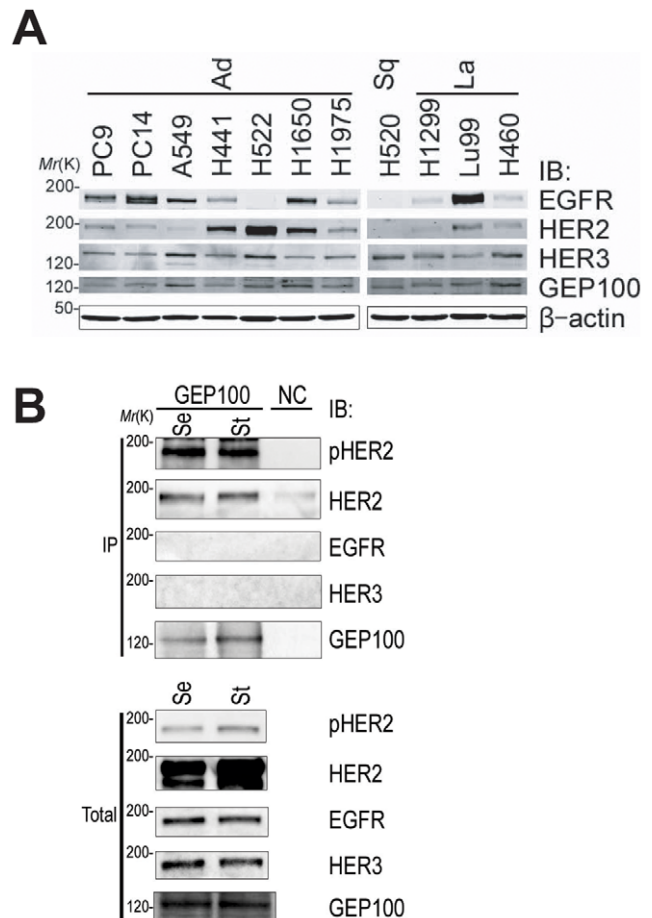 A
Ad Sq La
PC9 PC14 A549 H441 H522 H1650 H1975 H520 H1299 Lu99 H460
Mr(K) IB:
200- EGFR
200- HER2
120- HER3
120- GEP100
50- β-actin
B
GEP100 NC IB:
Mr(K) Se St
200- pHER2
200- HER2
IP 200- EGFR
200- HER3
120- GEP100
Se St
200- pHER2
200- HER2
Total 200- EGFR
200- HER3
120- GEP100